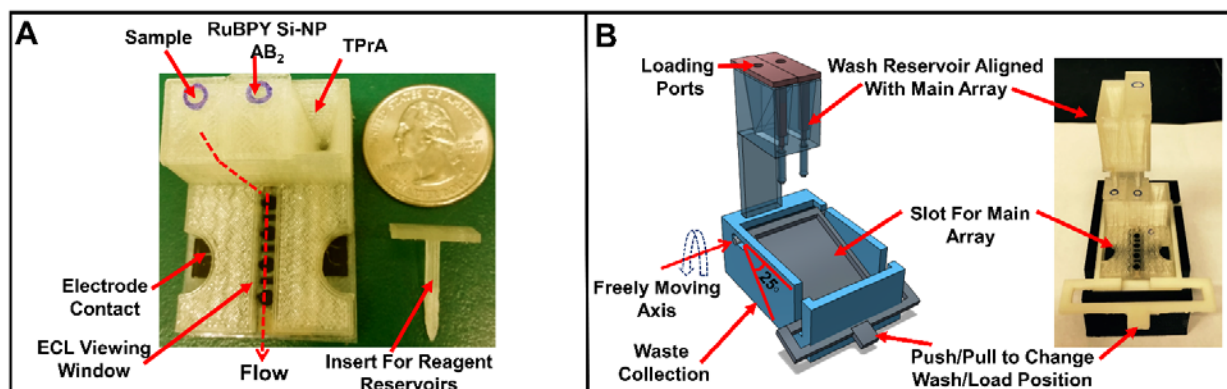 A
Sample
RuBPY Si-NP
AB2
TPrA
Electrode
Contact
ECL Viewing
Window
Flow
Insert For Reagent
Reservoirs
B
Loading
Ports
Wash Reservoir Aligned
With Main Array
Slot For Main
Array
Freely Moving
Axis
25°
Waste
Collection
Push/Pull to Change
Wash/Load Position